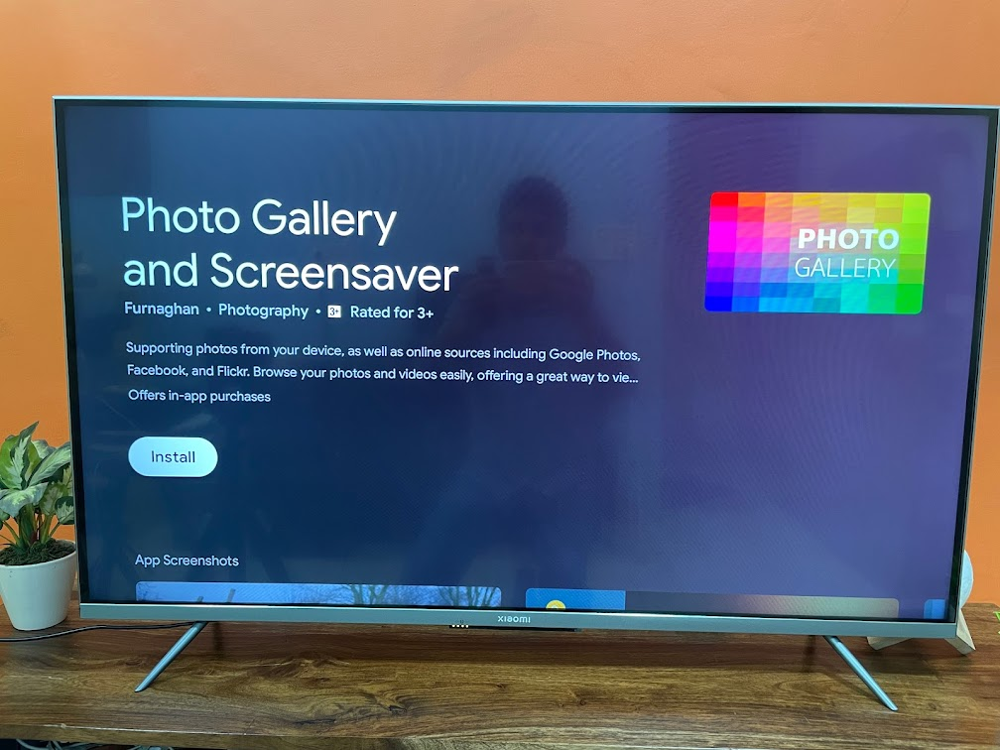 Photo Gallery
and Screensaver
Furnaghan • Photography • 3+ Rated for 3+
Supporting photos from your device, as well as online sources including Google Photos,
Facebook, and Flickr. Browse your photos and videos easily, offering a great way to vie...
Offers in-app purchases
Install
PHOTO
GALLERY
App Screenshots
xiaomi